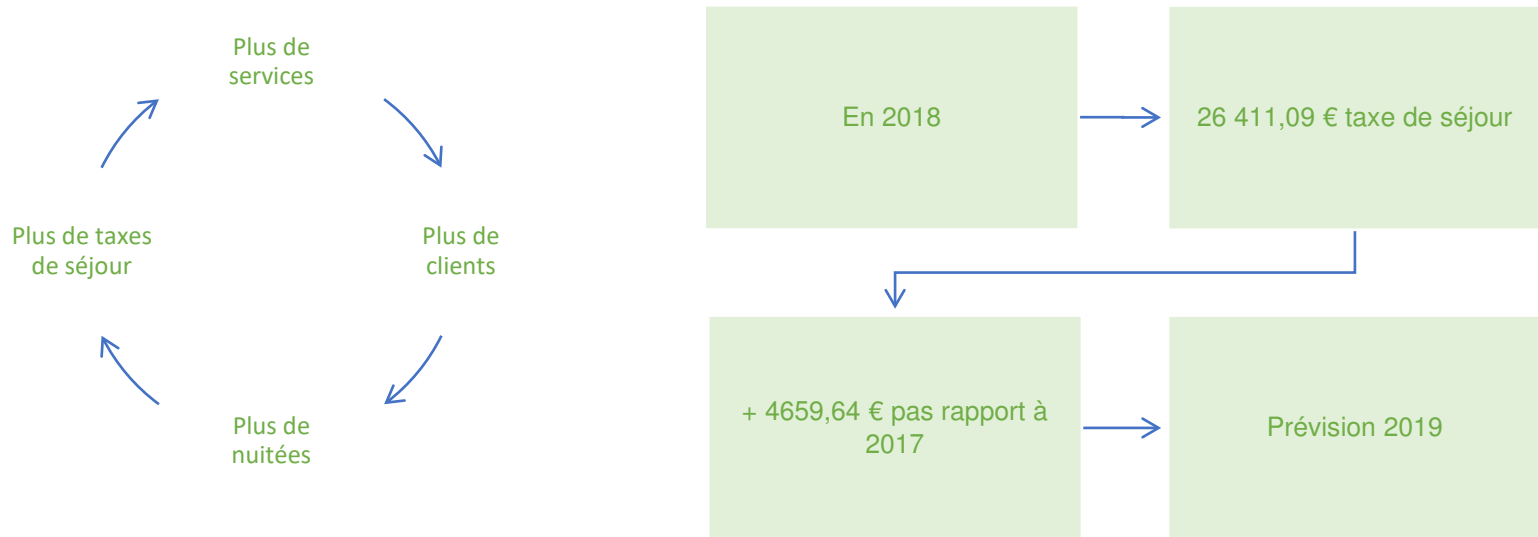 Plus de
services
Plus de
clients
Plus de
nuitées
Plus de taxes
de séjour
En 2018
26 411,09 € taxe de séjour
+ 4659,64 € pas rapport à
2017
Prévision 2019